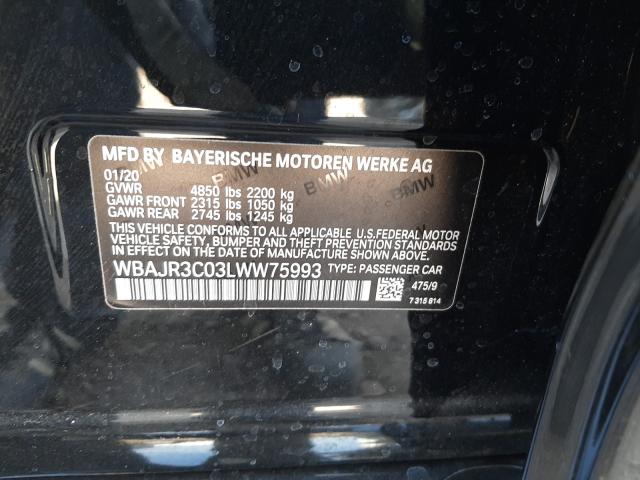 MFD BY BAYERISCHE MOTOREN WERKE AG
01/20
GVWR 4850 lbs 2200 kg
GAWR FRONT 2315 lbs 1050 kg
GAWR REAR 2745 lbs 1245 kg
BMW BMW BMW
THIS VEHICLE CONFORMS TO ALL APPLICABLE U.S.FEDERAL MOTOR
VEHICLE SAFETY, BUMPER AND THEFT PREVENTION STANDARDS
IN EFFECT ON THE DATE OF MANUFACTURE SHOWN ABOVE.
WBAJR3C03LWW75993 TYPE: PASSENGER CAR
475/9
7 315 814